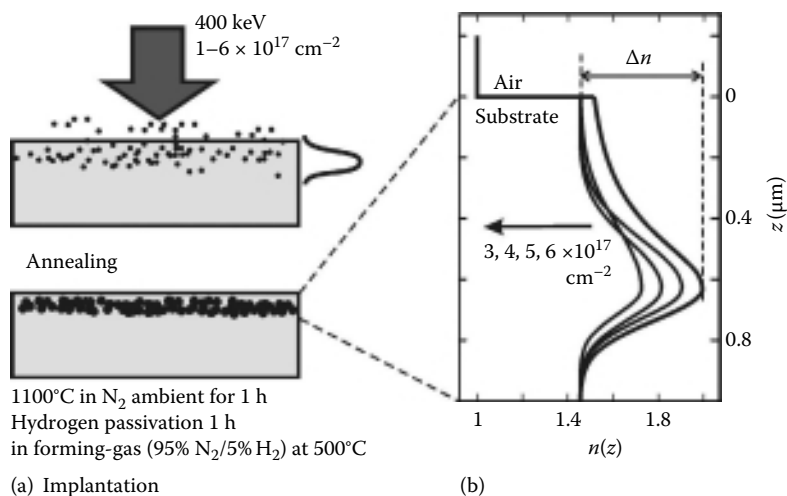 400 keV
1–6 × 10¹⁷ cm⁻²
Annealing
1100°C in N₂ ambient for 1 h
Hydrogen passivation 1 h
in forming-gas (95% N₂/5% H₂) at 500°C
(a) Implantation
Δn
Air
Substrate
3, 4, 5, 6 ×10¹⁷
cm⁻²
0
0.4
0.8
z (μm)
1
1.4
1.8
n(z)
(b)